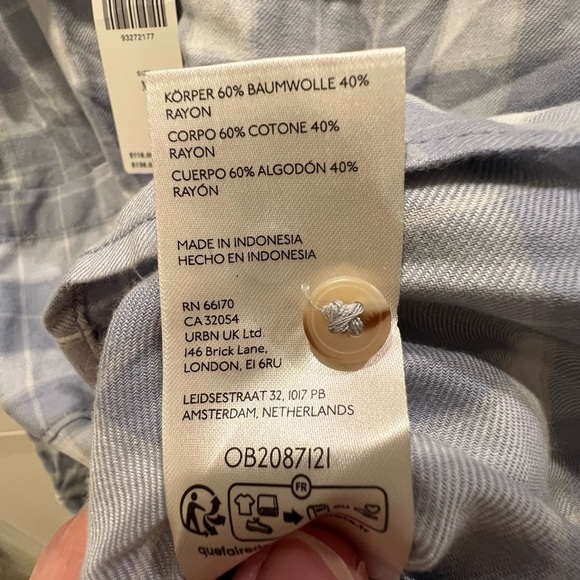 93272177
KÖRPER 60% BAUMWOLLE 40%
RAYON
CORPO 60% COTONE 40%
RAYON
CUERPO 60% ALGODÓN 40%
RAYÓN
MADE IN INDONESIA
HECHO EN INDONESIA
RN 66170
CA 32054
URBN UK Ltd.
146 Brick Lane,
LONDON, E1 6RU
LEIDSESTRAAT 32, 1017 PB
AMSTERDAM, NETHERLANDS
OB2087121
FR